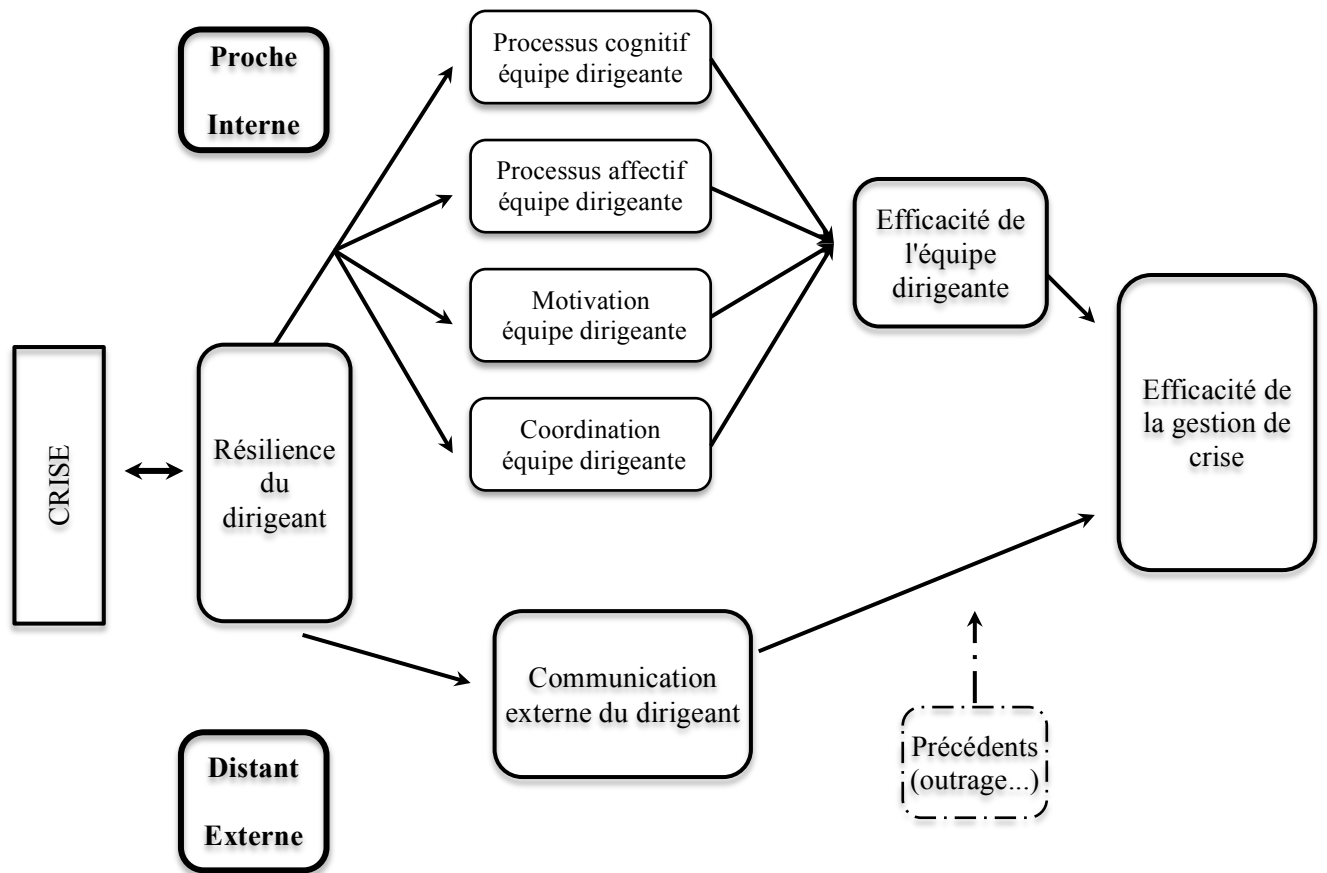 Proche
Interne
Processus cognitif
équipe dirigeante
Processus affectif
équipe dirigeante
Motivation
équipe dirigeante
Coordination
équipe dirigeante
Efficacité de
l'équipe
dirigeante
Efficacité de
la gestion de
crise
CRISE
Résilience
du
dirigeant
Communication
externe du dirigeant
Précédents
(outrage...)
Distant
Externe